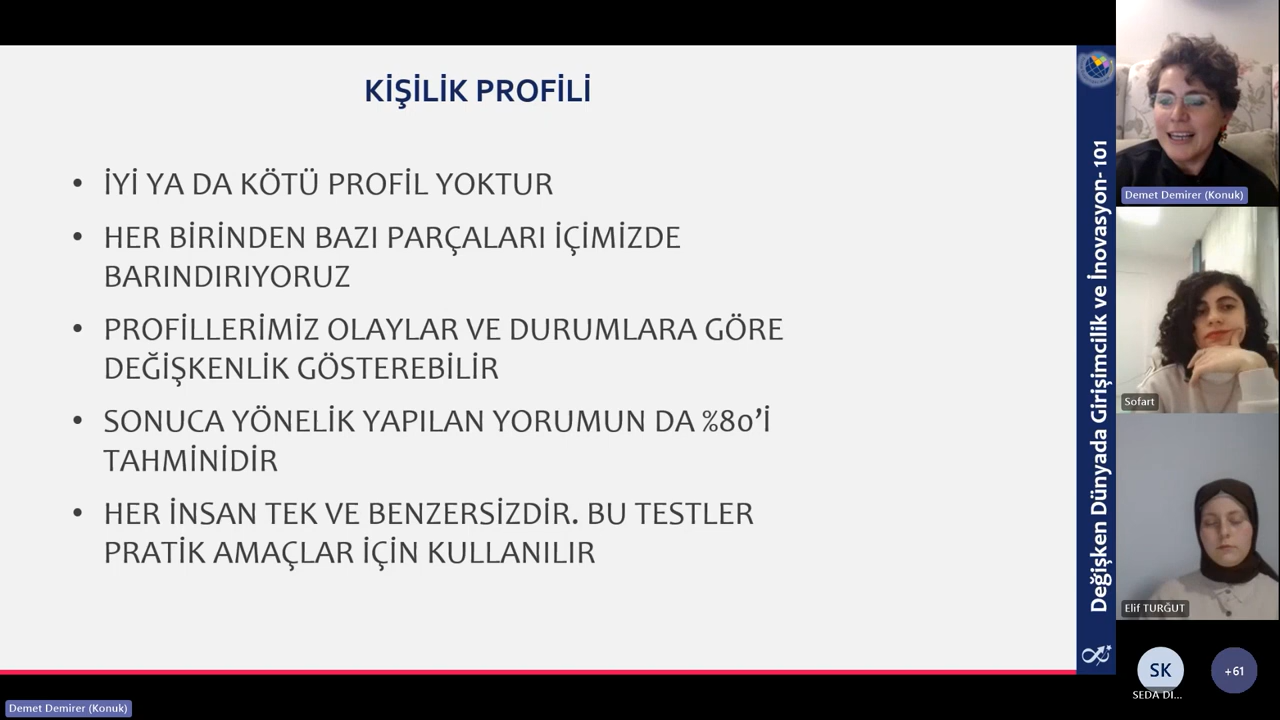 KİŞİLİK PROFİLİ
• İYİ YA DA KÖTÜ PROFİL YOKTUR
• HER BİRİNDEN BAZI PARÇALARI İÇİMİZDE
BARINDIRIYORUZ
• PROFİLLERİMİZ OLAYLAR VE DURUMLARA GÖRE
DEĞİŞKENLİK GÖSTEREBİLİR
• SONUCA YÖNELİK YAPILAN YORUMUN DA %80’İ
TAHMİNİDİR
• HER İNSAN TEK VE BENZERSİZDİR. BU TESTLER
PRATİK AMAÇLAR İÇİN KULLANILIR
Değişken Dünyada Girişimcilik ve İnovasyon- 101
Demet Demirer (Konuk)
Sofart
Elif TURĞUT
SK
SEDA DI...
+61
Demet Demirer (Konuk)